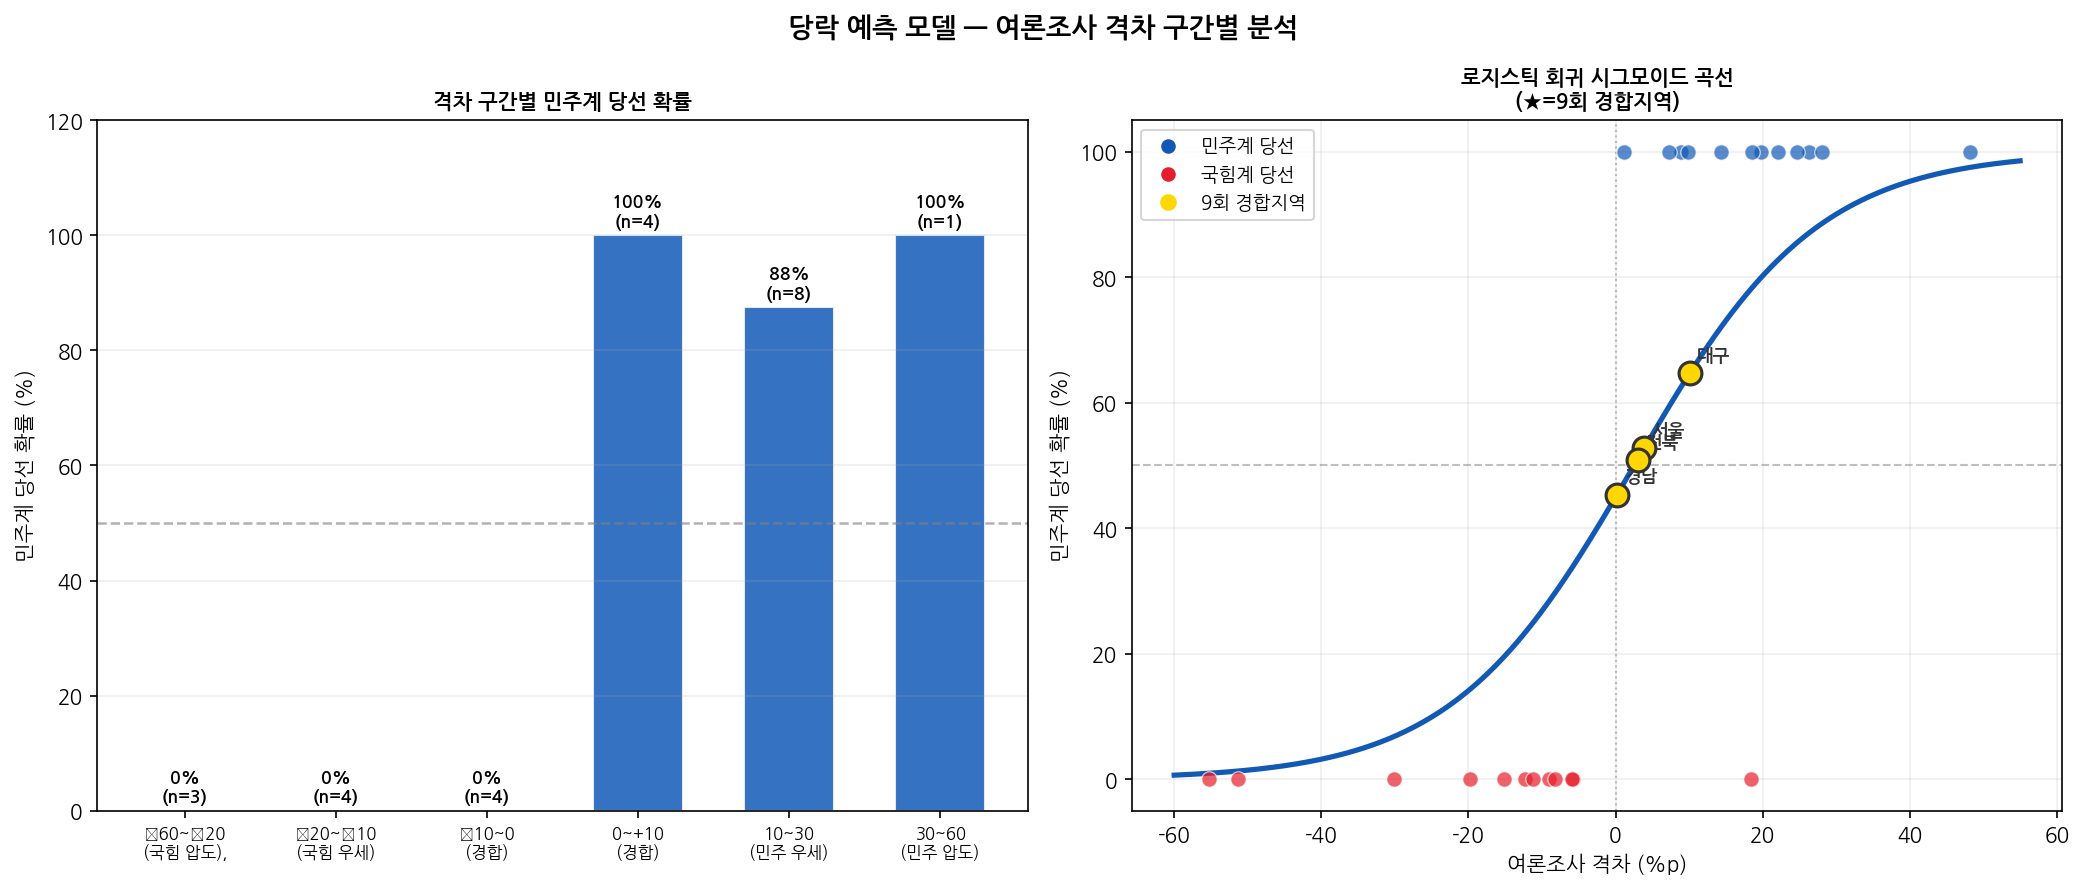 당락 예측 모델 — 여론조사 격차 구간별 분석
격차 구간별 민주계 당선 확률
민주계 당선 확률 (%)
120
100
80
60
40
20
0
0%
(n=3)
0%
(n=4)
0%
(n=4)
100%
(n=4)
88%
(n=8)
100%
(n=1)
60~20
(국힘 압도),
20~10
(국힘 우세)
10~0
(경합)
0~+10
(경합)
10~30
(민주 우세)
30~60
(민주 압도)
로지스틱 회귀 시그모이드 곡선
(★=9회 경합지역)
민주계 당선
국힘계 당선
9회 경합지역
민주계 당선 확률 (%)
100
80
60
40
20
0
대구
서울
전북
경남
-60
-40
-20
0
20
40
60
여론조사 격차 (%p)